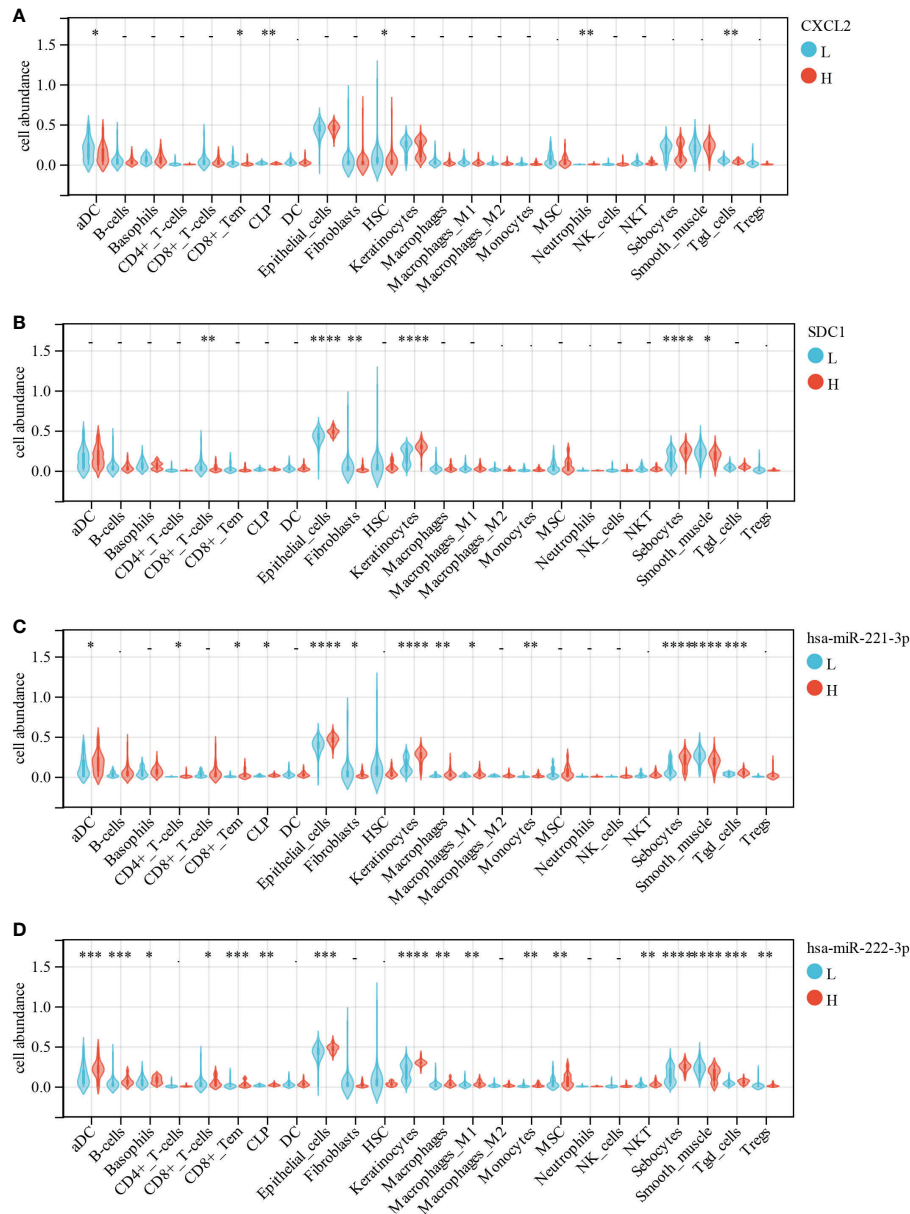 A
CXCL2
L
H
* - - - * ** . - - * - - - - . . ** - . . . . ** .
cell abundance
1.5
1.0
0.5
0.0
aDC
B-cells
Basophils
CD4+_T-cells
CD8+_T-cells
CD8+_Tem
CLP
DC
Epithelial_cells
Fibroblasts
HSC
Keratinocytes
Macrophages
Macrophages_M1
Macrophages_M2
Monocytes
MSC
Neutrophils
NK_cells
NKT
Sebocytes
Smooth_muscle
Tgd_cells
Tregs
B
SDC1
L
H
- - - - ** - - - **** ** - **** - - . . - . - - **** * - .
cell abundance
1.5
1.0
0.5
0.0
aDC
B-cells
Basophils
CD4+_T-cells
CD8+_T-cells
CD8+_Tem
CLP
DC
Epithelial_cells
Fibroblasts
HSC
Keratinocytes
Macrophages
Macrophages_M1
Macrophages_M2
Monocytes
MSC
Neutrophils
NK_cells
NKT
Sebocytes
Smooth_muscle
Tgd_cells
Tregs
C
hsa-miR-221-3p
L
H
* . - * - * * - **** * . **** ** * - ** - - - . **** **** *** .
cell abundance
1.5
1.0
0.5
0.0
aDC
B-cells
Basophils
CD4+_T-cells
CD8+_T-cells
CD8+_Tem
CLP
DC
Epithelial_cells
Fibroblasts
HSC
Keratinocytes
Macrophages
Macrophages_M1
Macrophages_M2
Monocytes
MSC
Neutrophils
NK_cells
NKT
Sebocytes
Smooth_muscle
Tgd_cells
Tregs
D
hsa-miR-222-3p
L
H
*** *** * . * *** ** . *** - . **** ** ** - ** ** - - ** **** **** *** **
cell abundance
1.5
1.0
0.5
0.0
aDC
B-cells
Basophils
CD4+_T-cells
CD8+_T-cells
CD8+_Tem
CLP
DC
Epithelial_cells
Fibroblasts
HSC
Keratinocytes
Macrophages
Macrophages_M1
Macrophages_M2
Monocytes
MSC
Neutrophils
NK_cells
NKT
Sebocytes
Smooth_muscle
Tgd_cells
Tregs